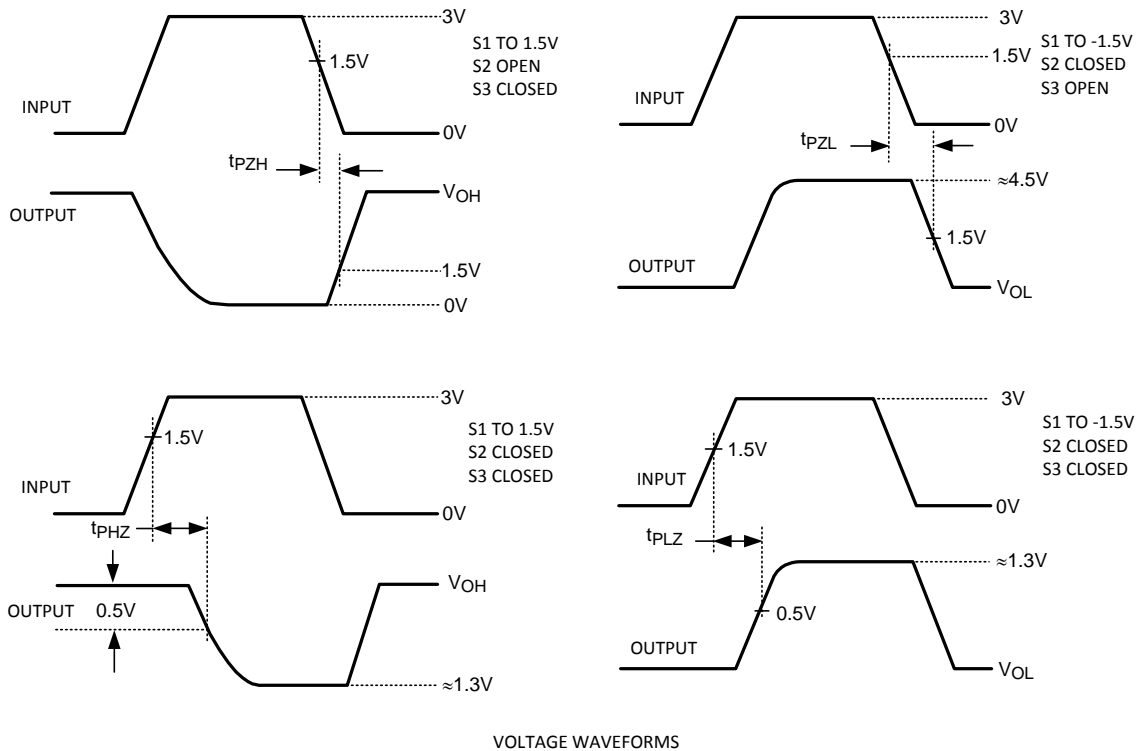 3V
S1 TO 1.5V
S2 OPEN
S3 CLOSED
1.5V
INPUT
0V
tPZH
VOH
OUTPUT
1.5V
0V
3V
S1 TO -1.5V
S2 CLOSED
S3 OPEN
1.5V
INPUT
0V
tPZL
≈4.5V
1.5V
OUTPUT
VOL
3V
S1 TO 1.5V
S2 CLOSED
S3 CLOSED
1.5V
INPUT
0V
tPHZ
VOH
OUTPUT 0.5V
≈1.3V
3V
S1 TO -1.5V
S2 CLOSED
S3 CLOSED
1.5V
INPUT
0V
tPLZ
≈1.3V
0.5V
OUTPUT
VOL
VOLTAGE WAVEFORMS